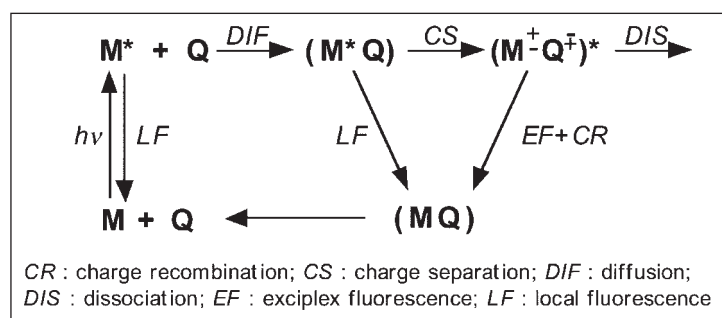 M* + Q DIF (M* Q) CS (M⁺₋Q⁻₊)* DIS
hν LF LF EF+CR
M + Q (MQ)
CR : charge recombination; CS : charge separation; DIF : diffusion;
DIS : dissociation; EF : exciplex fluorescence; LF : local fluorescence